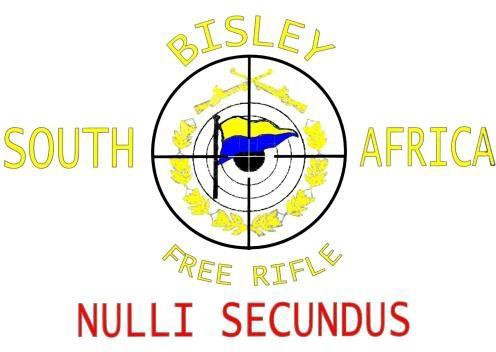 BISLEY
SOUTH AFRICA
FREE RIFLE
NULLI SECUNDUS